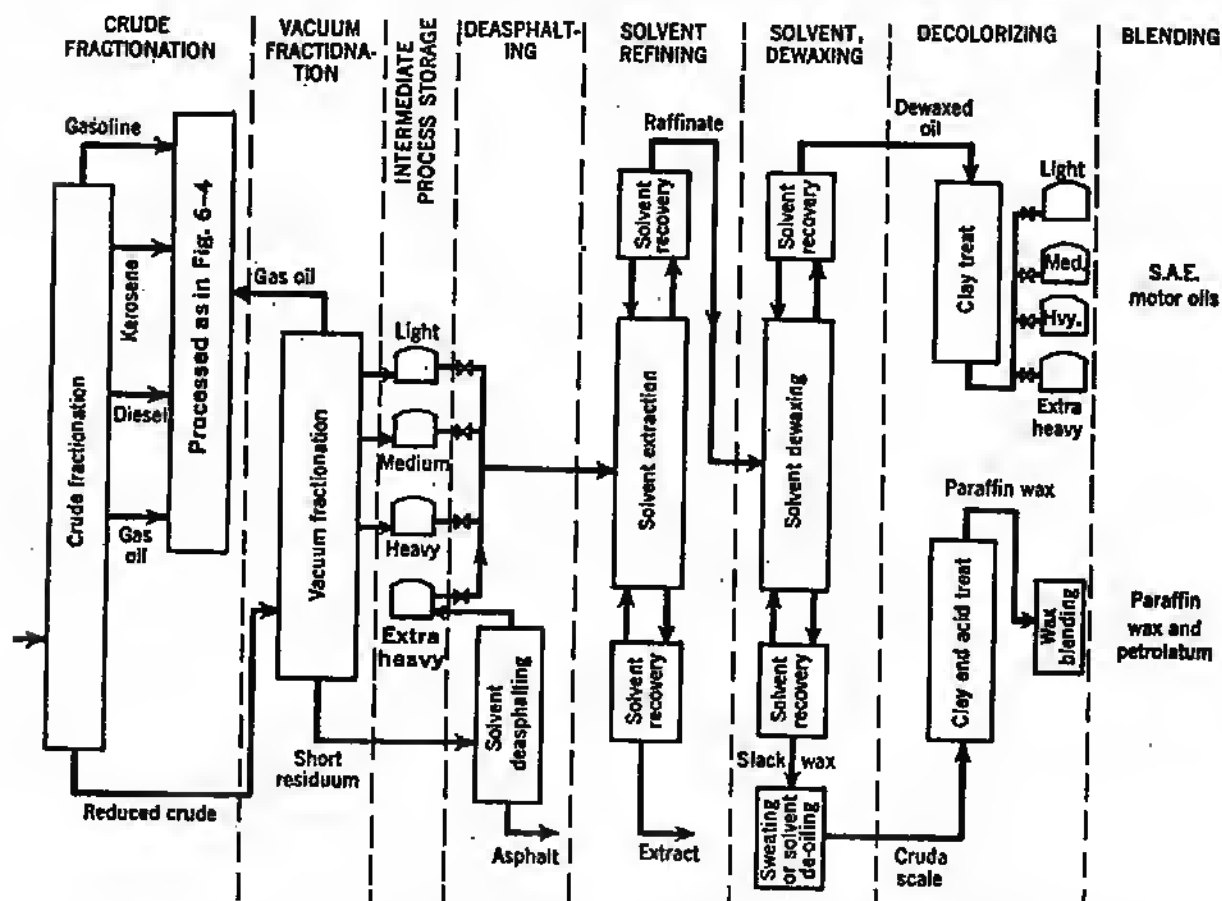 CRUDE
FRACTIONATION
VACUUM
FRACTIONA-
TION
INTERMEDIATE
PROCESS STORAGE
DEASPHALT-
ING
SOLVENT
REFINING
SOLVENT,
DEWAXING
DECOLORIZING
BLENDING
Gasoline
Kerosene
Diesel
Gas
oil
Crude fractionation
Processed as in Fig. 6-4
Reduced crude
Gas oil
Vacuum fractionation
Short
residuum
Light
Medium
Heavy
Extra
heavy
Solvent
deasphalting
Asphalt
Raffinate
Solvent
recovery
Solvent extraction
Solvent
recovery
Extract
Solvent
recovery
Solvent dewaxing
Solvent
recovery
Slack wax
Sweating
or solvent
de-oiling
Dewaxed
oil
Clay treat
Light
Med.
Hvy.
Extra
heavy
Paraffin wax
Clay end acid treat
Wax
blending
Cruda
scale
S.A.E.
motor oils
Paraffin
wax and
petrolatum